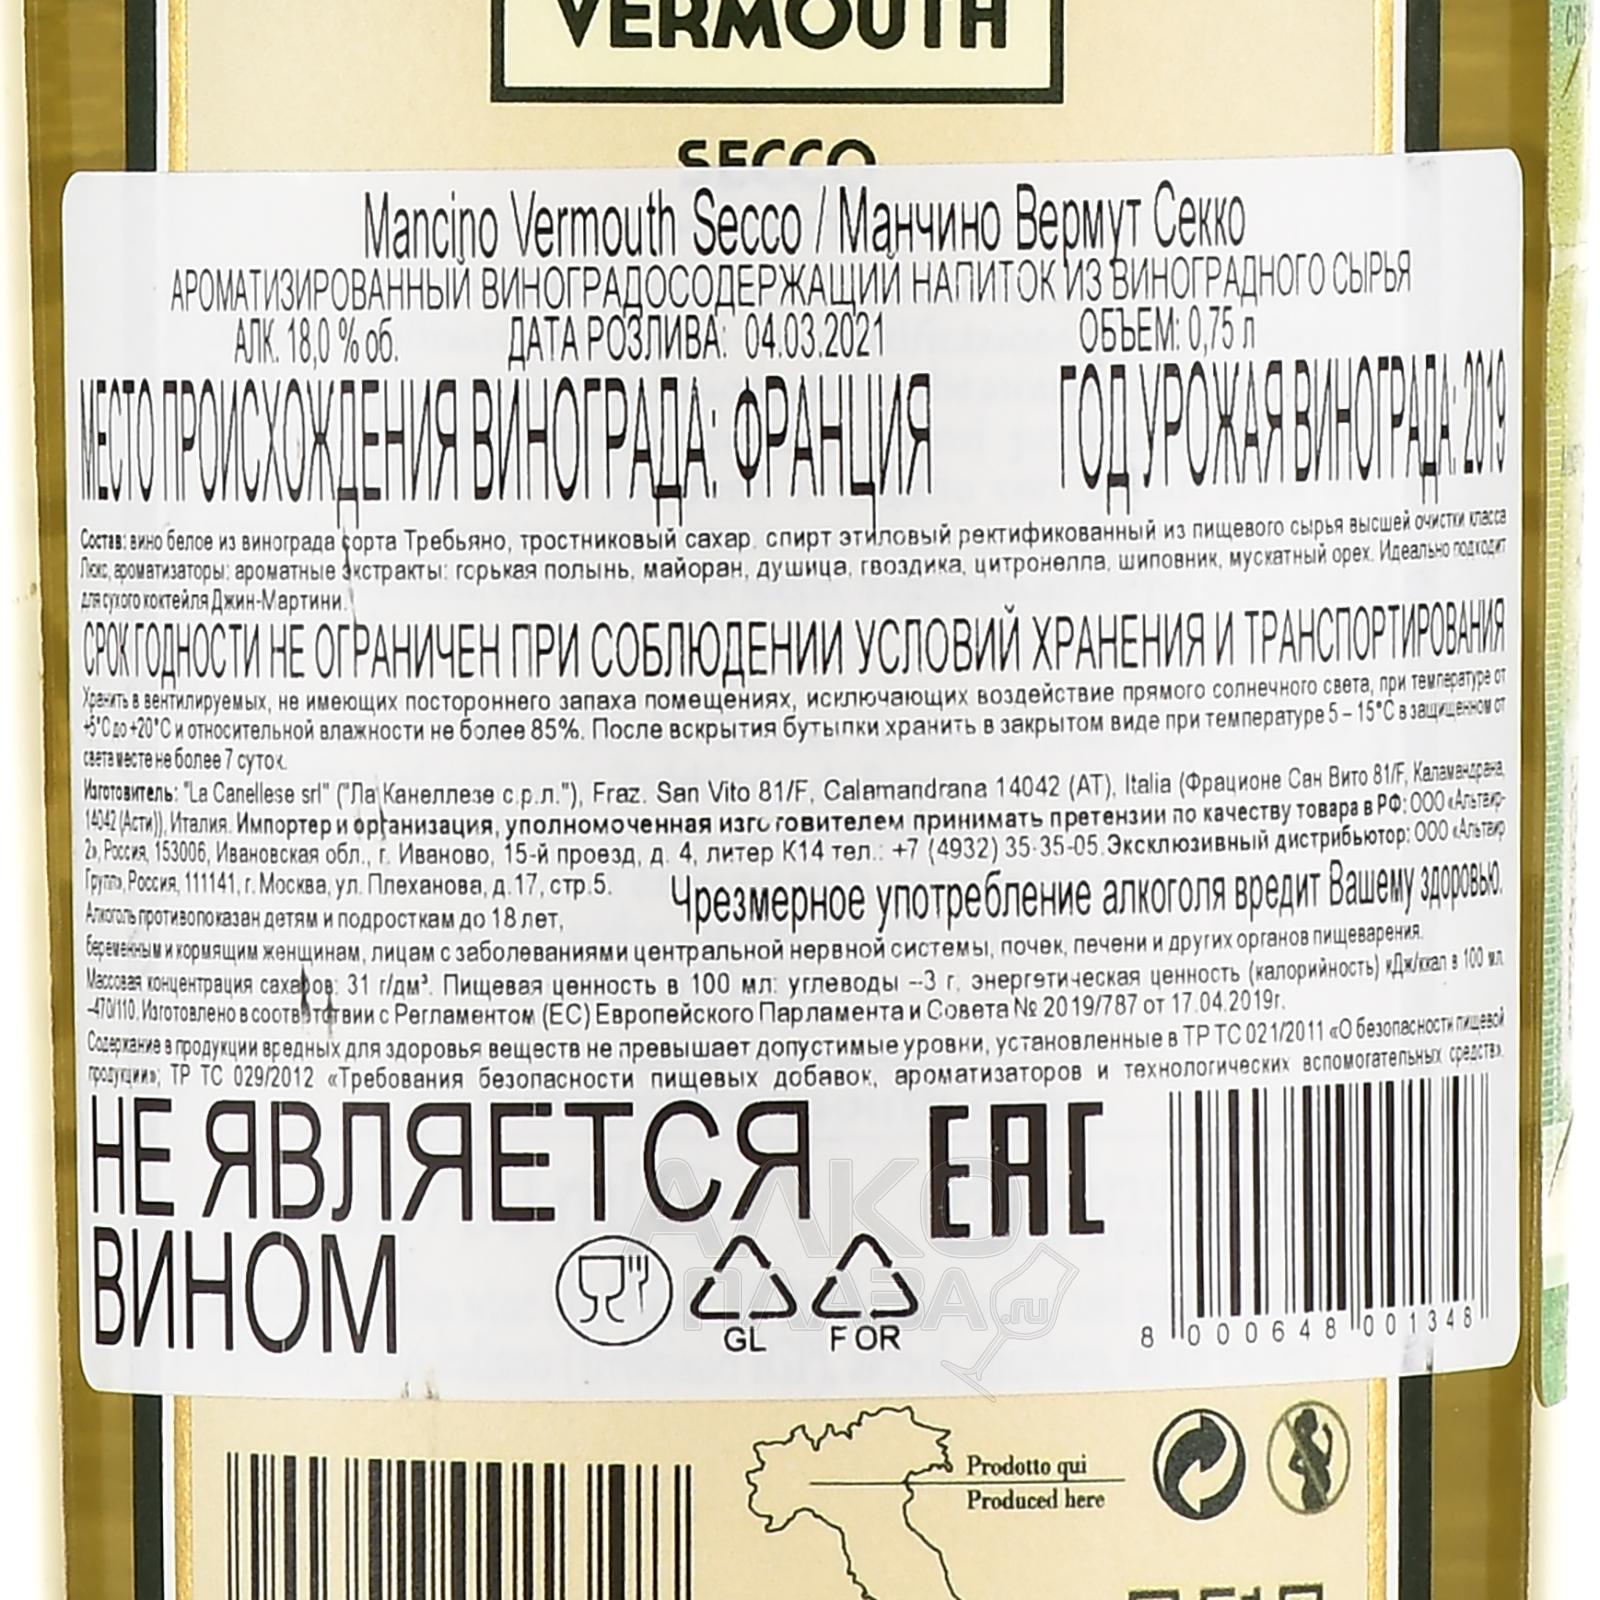 VERMOUTH
SECCO
Mancino Vermouth Secco / Манчино Вермут Секко
АРОМАТИЗИРОВАННЫЙ ВИНОГРАДОСОДЕРЖАЩИЙ НАПИТОК ИЗ ВИНОГРАДНОГО СЫРЬЯ
АЛК. 18,0 % об. ДАТА РОЗЛИВА: 04.03.2021 ОБЪЕМ: 0,75 л
МЕСТО ПРОИСХОЖДЕНИЯ ВИНОГРАДА: ФРАНЦИЯ ГОД УРОЖАЯ ВИНОГРАДА: 2019
Состав: вино белое из винограда сорта Требьяно, тростниковый сахар, спирт этиловый ректификованный из пищевого сырья высшей очистки класса
Люкс, ароматизаторы: ароматные экстракты: горькая полынь, майоран, душица, гвоздика, цитронелла, шиповник, мускатный орех. Идеально подходит
для сухого коктейля Джин-Мартини.
СРОК ГОДНОСТИ НЕ ОГРАНИЧЕН ПРИ СОБЛЮДЕНИИ УСЛОВИЙ ХРАНЕНИЯ И ТРАНСПОРТИРОВАНИЯ
Хранить в вентилируемых, не имеющих постороннего запаха помещениях, исключающих воздействие прямого солнечного света, при температуре от
+5°С до +20°С и относительной влажности не более 85%. После вскрытия бутылки хранить в закрытом виде при температуре 5 – 15°С в защищенном от
света месте не более 7 суток.
Изготовитель: "La Canellese srl" ("Ла Канеллезе с.р.л."), Fraz. San Vito 81/F, Calamandrana 14042 (AT), Italia (Фрационе Сан Вито 81/F, Каламандрана,
14042 (Асти)), Италия. Импортер и организация, уполномоченная изготовителем принимать претензии по качеству товара в РФ: ООО «Альтаир-
2», Россия, 153006, Ивановская обл., г. Иваново, 15-й проезд, д. 4, литер К14 тел.: +7 (4932) 35-35-05. Эксклюзивный дистрибьютор: ООО «Альтаир
Групп», Россия, 111141, г. Москва, ул. Плеханова, д.17, стр.5.
Чрезмерное употребление алкоголя вредит Вашему здоровью.
Алкоголь противопоказан детям и подросткам до 18 лет,
беременным и кормящим женщинам, лицам с заболеваниями центральной нервной системы, почек, печени и других органов пищеварения.
Массовая концентрация сахаров: 31 г/дм³. Пищевая ценность в 100 мл: углеводы –3 г, энергетическая ценность (калорийность) кДж/ккал в 100 мл
–470/110. Изготовлено в соответствии с Регламентом (ЕС) Европейского Парламента и Совета № 2019/787 от 17.04.2019г.
Содержание в продукции вредных для здоровья веществ не превышает допустимые уровни, установленные в ТР ТС 021/2011 «О безопасности пищевой
продукции»; ТР ТС 029/2012 «Требования безопасности пищевых добавок, ароматизаторов и технологических вспомогательных средств».
НЕ ЯВЛЯЕТСЯ
ВИНОМ
EAC
GL FOR
8 000648 001348
АЛКО
ПЛАЗА.ru
Prodotto qui
Produced here